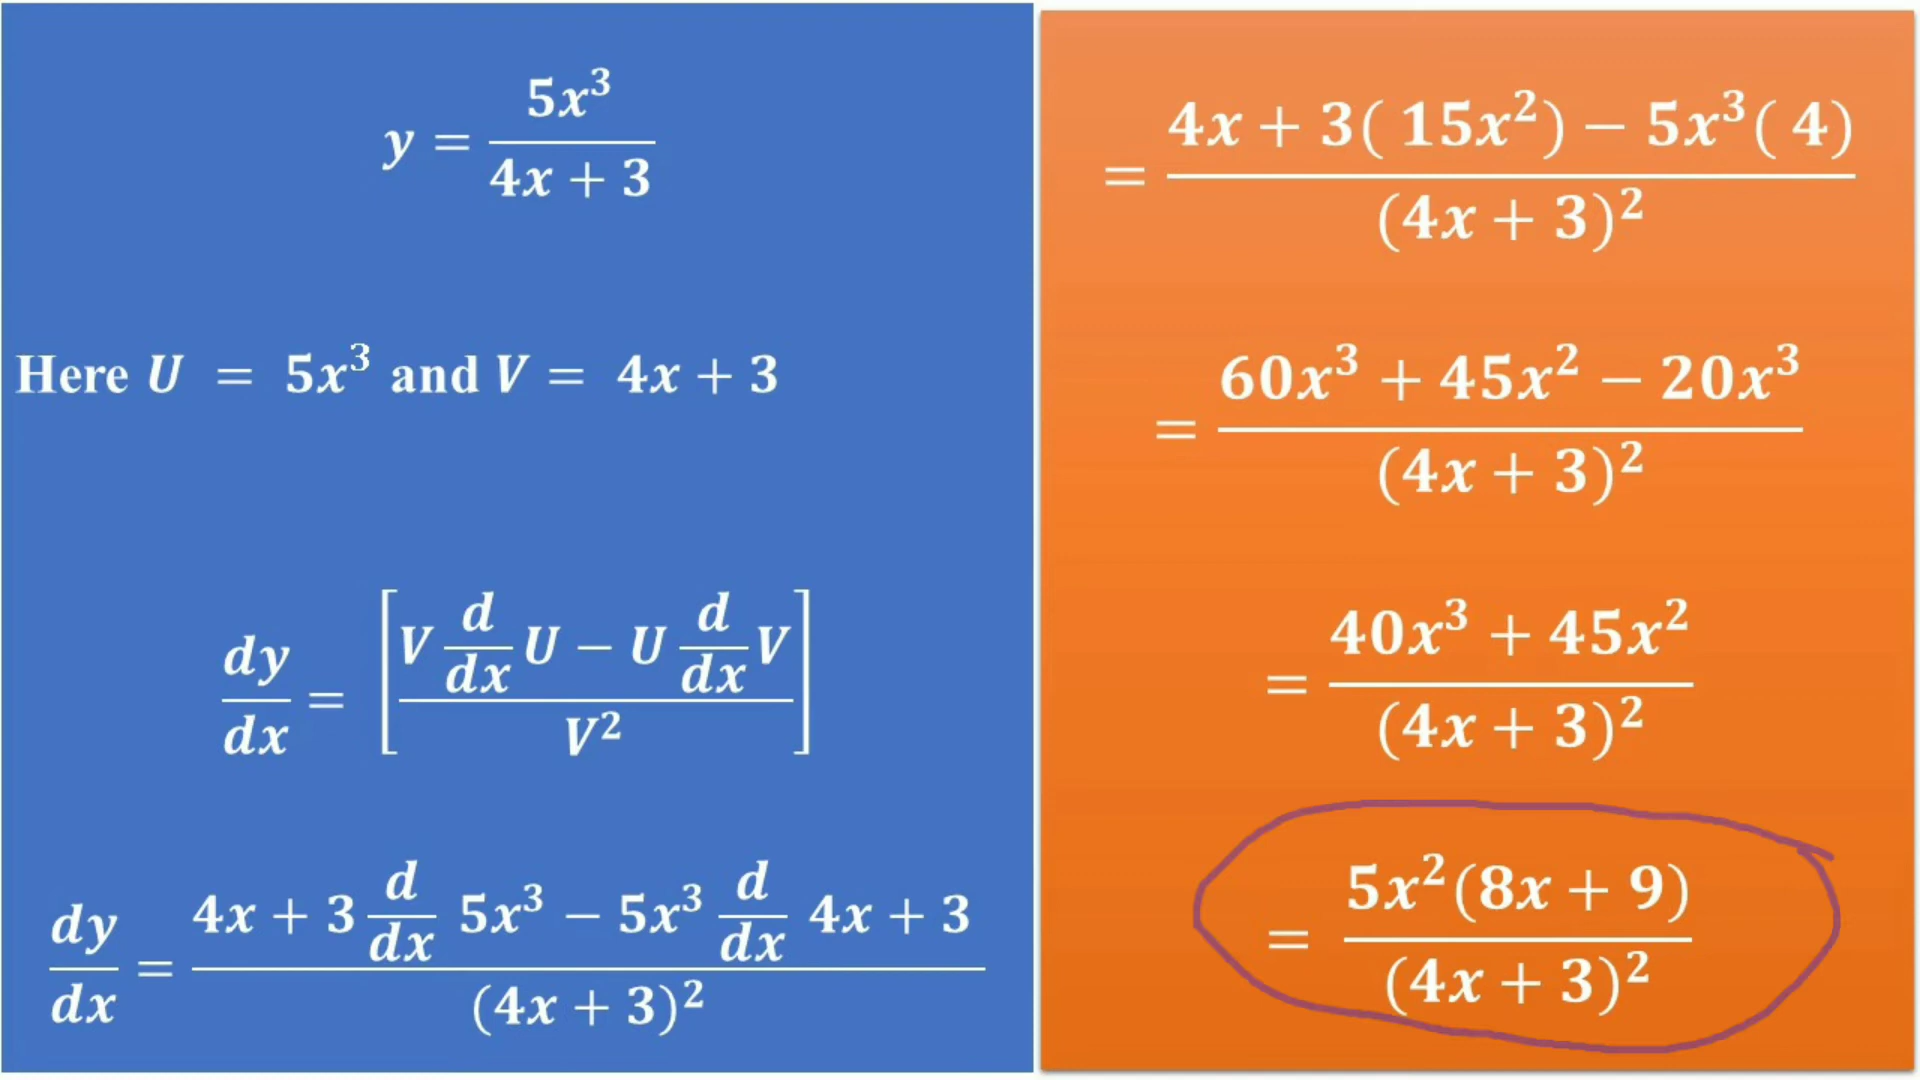 y = 5x³ / 4x + 3
Here U = 5x³ and V = 4x + 3
dy/dx = [ V d/dx U − U d/dx V / V² ]
dy/dx = 4x + 3 d/dx 5x³ − 5x³ d/dx 4x + 3 / (4x + 3)²
= 4x + 3( 15x²) − 5x³( 4) / (4x + 3)²
= 60x³ + 45x² − 20x³ / (4x + 3)²
= 40x³ + 45x² / (4x + 3)²
= 5x²(8x + 9) / (4x + 3)²